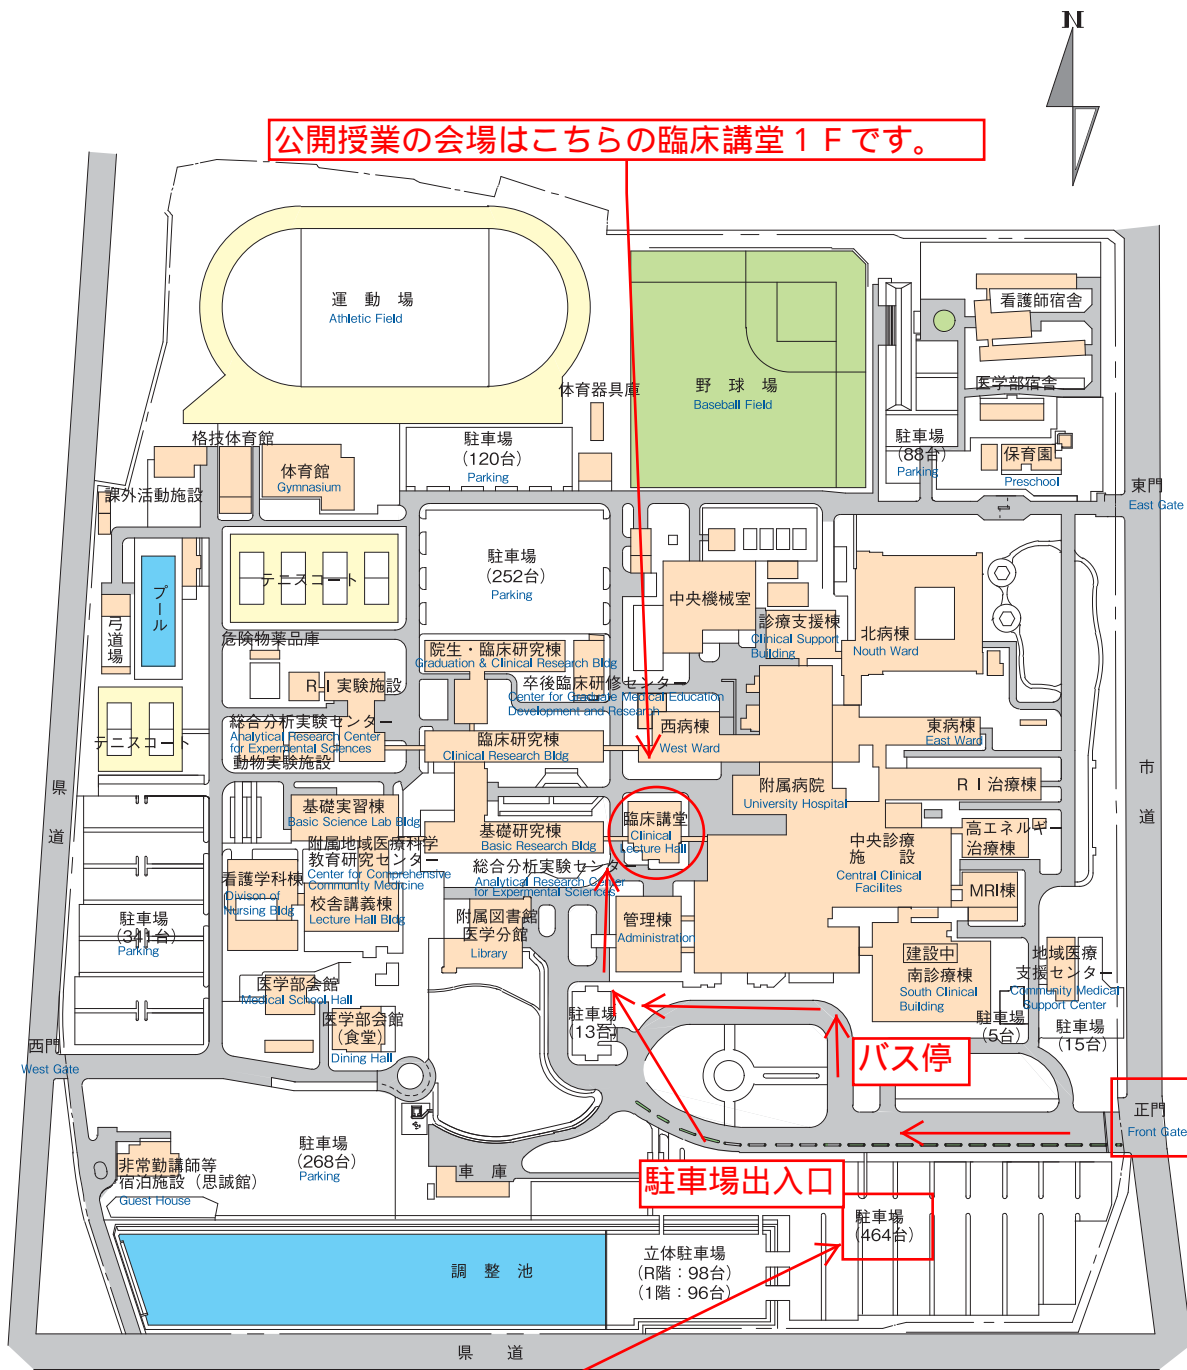 N
公開授業の会場はこちらの臨床講堂１Ｆです。
運　動　場
Athletic Field
看護師宿舎
体育器具庫
野　球　場
Baseball Field
医学部宿舎
格技体育館
駐車場
（120台）
Parking
駐車場
（88台）
Parking
保育園
Preschool
体育館
Gymnasium
課外活動施設
東門
East Gate
駐車場
（252台）
Parking
テニスコート
プール
弓道場
中央機械室
診療支援棟
Clinical Support
Building
北病棟
Nouth Ward
危険物薬品庫
院生・臨床研究棟
Graduation & Clinical Research Bldg
ＲＩ実験施設
卒後臨床研修センター
Center for Graduate Medical Education
Development and Research
西病棟
West Ward
東病棟
East Ward
総合分析実験センター
Analytical Research Center
for Expermental Sciences
動物実験施設
テニスコート
臨床研究棟
Clinical Research Bldg
附属病院
University Hospital
ＲＩ治療棟
県　道
市　道
基礎実習棟
Basic Science Lab Bldg
臨床講堂
Clinical
Lecture Hall
基礎研究棟
Basic Research Bldg
高エネルギー
治療棟
中央診療
施　設
Central Clinical
Facilites
附属地域医療科学
教育研究センター
Center for Comprehensive
Community Medicine
総合分析実験センター
Analytical Research Center
for Expermental Sciences
看護学科棟
Divison of
Nursing Bldg
校舎講義棟
Lecture Hall Bldg
MRI棟
附属図書館
医学分館
Library
管理棟
Administration
駐車場
（341台）
Parking
建設中
南診療棟
South Clinical
Building
地域医療
支援センター
Community Medical
Support Center
医学部会館
Medical School Hall
医学部会館
（食堂）
Dining Hall
駐車場
（13台）
駐車場
（5台）
駐車場
（15台）
西門
West Gate
バス停
正門
Front Gate
駐車場
（268台）
Parking
非常勤講師等
宿泊施設（思誠館）
Guest House
車　庫
駐車場出入口
駐車場
（464台）
調　整　池
立体駐車場
（R階：98台）
（1階：96台）
県　　道